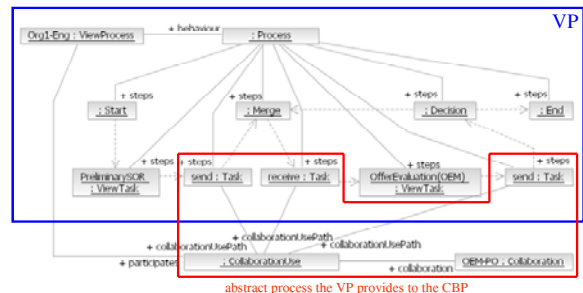 VP
+ behaviour
Org1-Eng : ViewProcess
: Process
+ steps
+ steps
+ steps
+ steps
: Start
: Merge
: Decision
: End
+ steps
+ steps
+ steps
+ steps
+ steps
PreliminarySOR
: ViewTask
send : Task
receive : Task
OfferEvaluation(OEM)
: ViewTask
send : Task
+ collaborationUsePath
+ collaborationUsePath
+ collaborationUsePath
+ participates
: CollaborationUse
+ collaboration
OEM-PO : Collaboration
abstract process the VP provides to the CBP